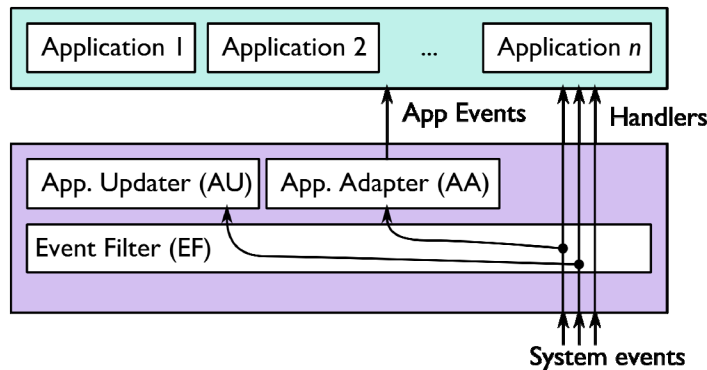 Application 1
Application 2
...
Application n
App Events
Handlers
App. Updater (AU)
App. Adapter (AA)
Event Filter (EF)
System events